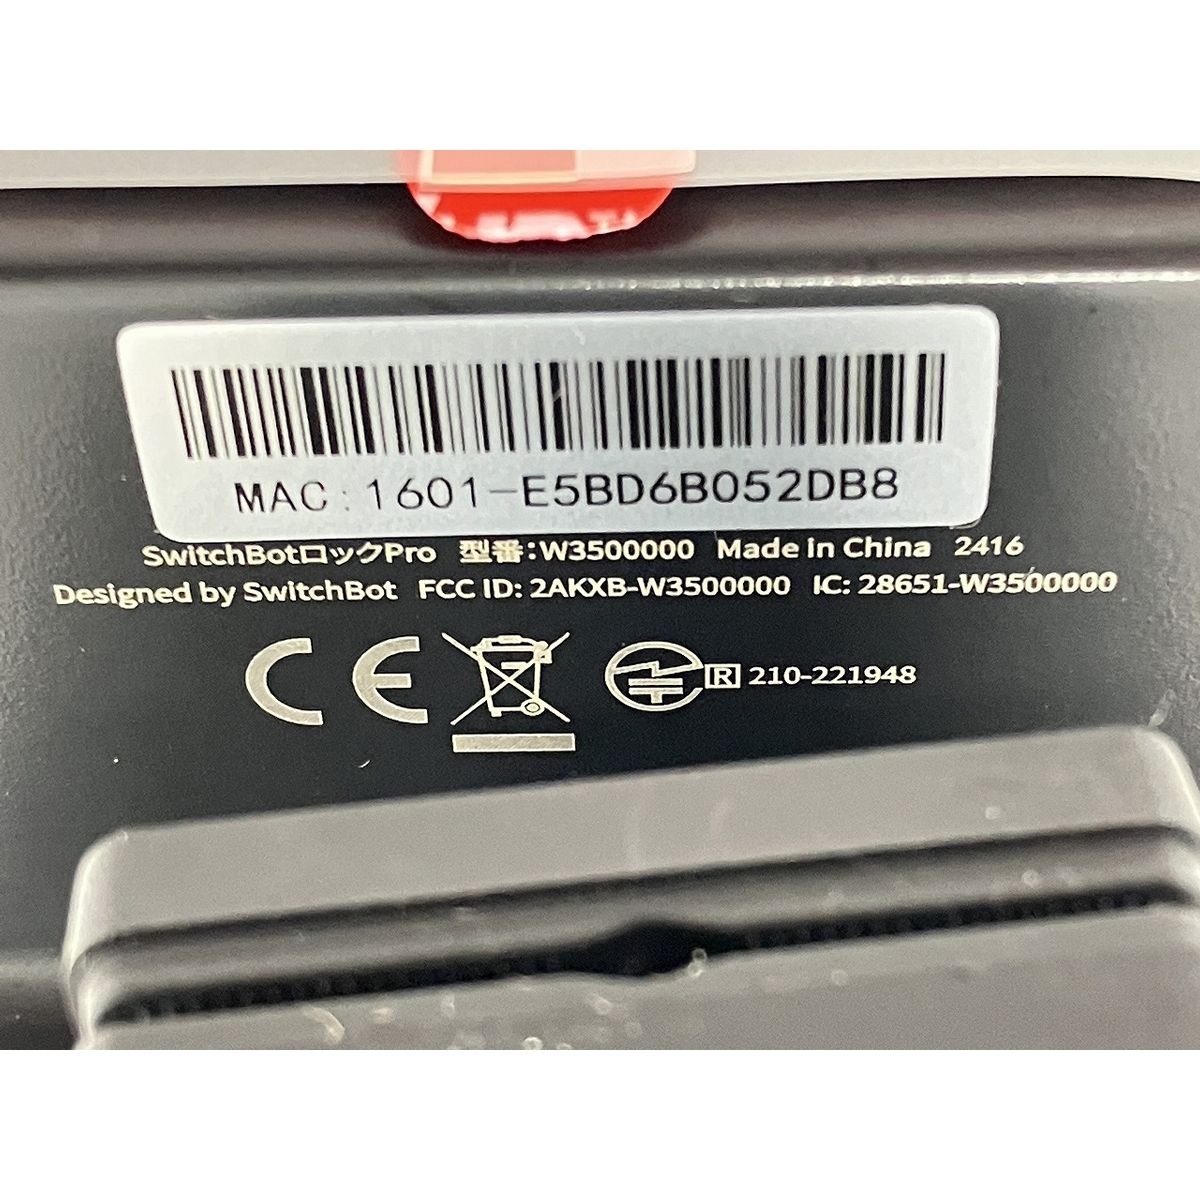 MAC: 1601-E5BD6B052DB8
SwitchBotロックPro 型番:W3500000 Made in China 2416
Designed by SwitchBot FCC ID: 2AKXB-W3500000 IC: 28651-W3500000
CE R 210-221948